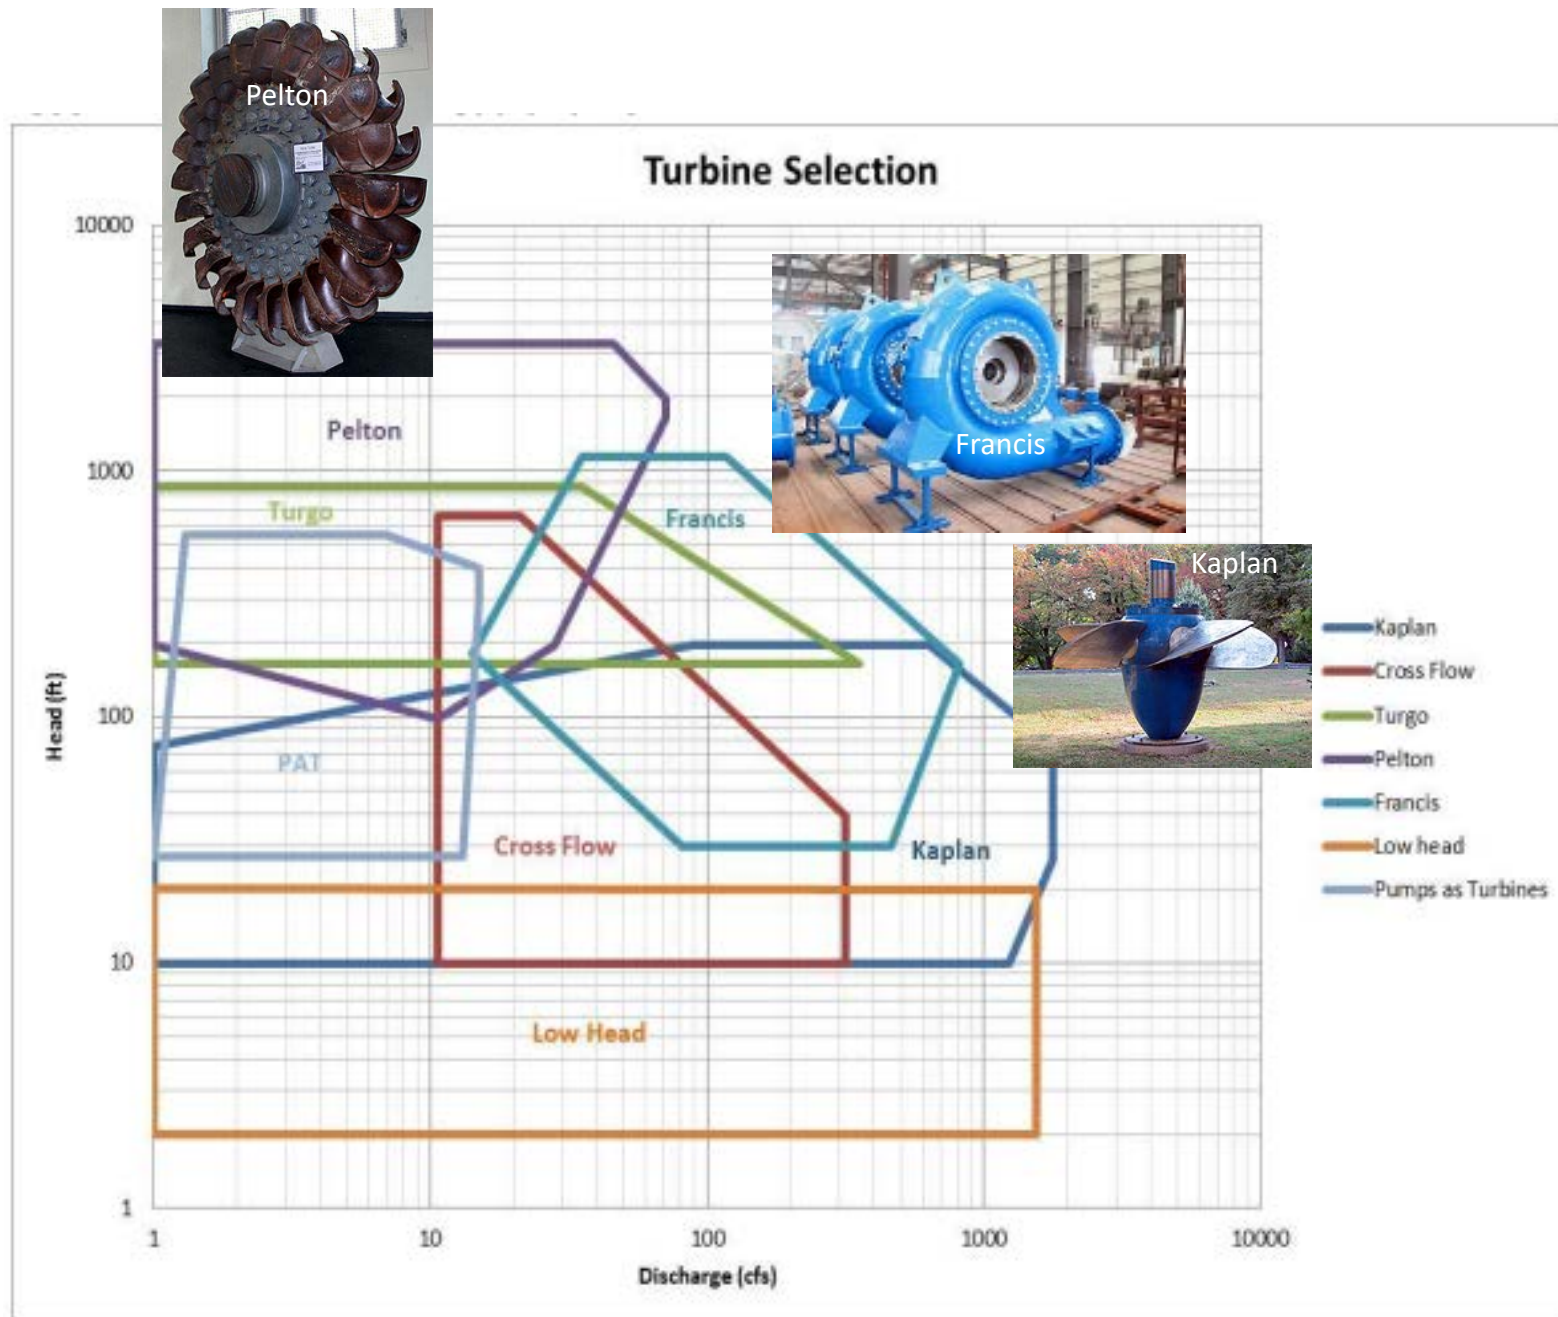 Pelton
Turbine Selection
10000
1000
100
10
1
Head (ft)
Pelton
Turgo
Francis
Francis
Kaplan
PAT
Cross Flow
Kaplan
Low Head
1
10
100
1000
10000
Discharge (cfs)
Kaplan
Cross Flow
Turgo
Pelton
Francis
Low head
Pumps as Turbines